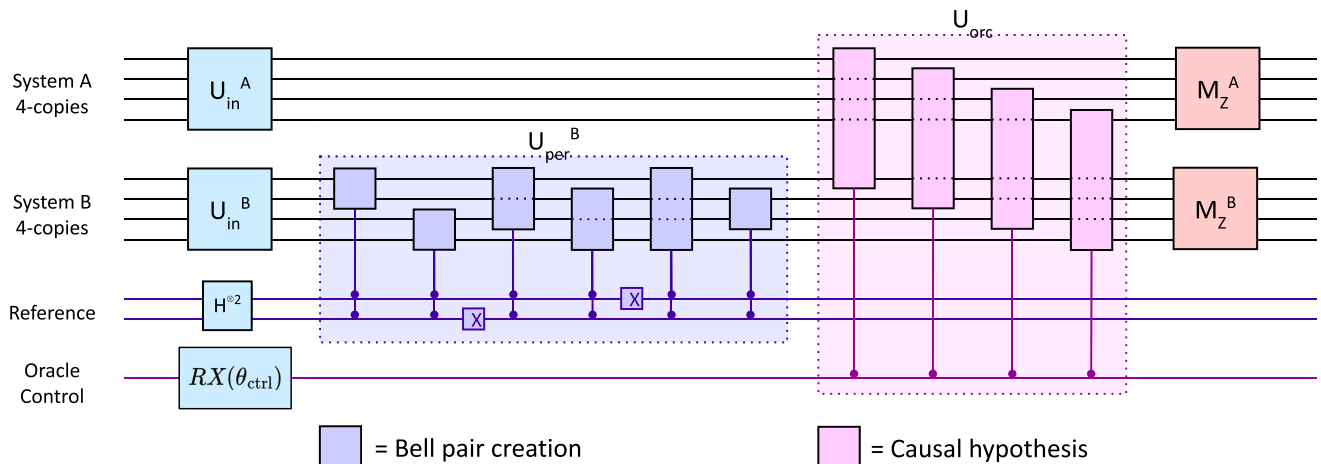 U_orc
System A
4-copies
U_in^A
M_Z^A
U_per^B
System B
4-copies
U_in^B
M_Z^B
Reference
H^⊗2
X
X
Oracle
Control
RX(θ_ctrl)
= Bell pair creation
= Causal hypothesis